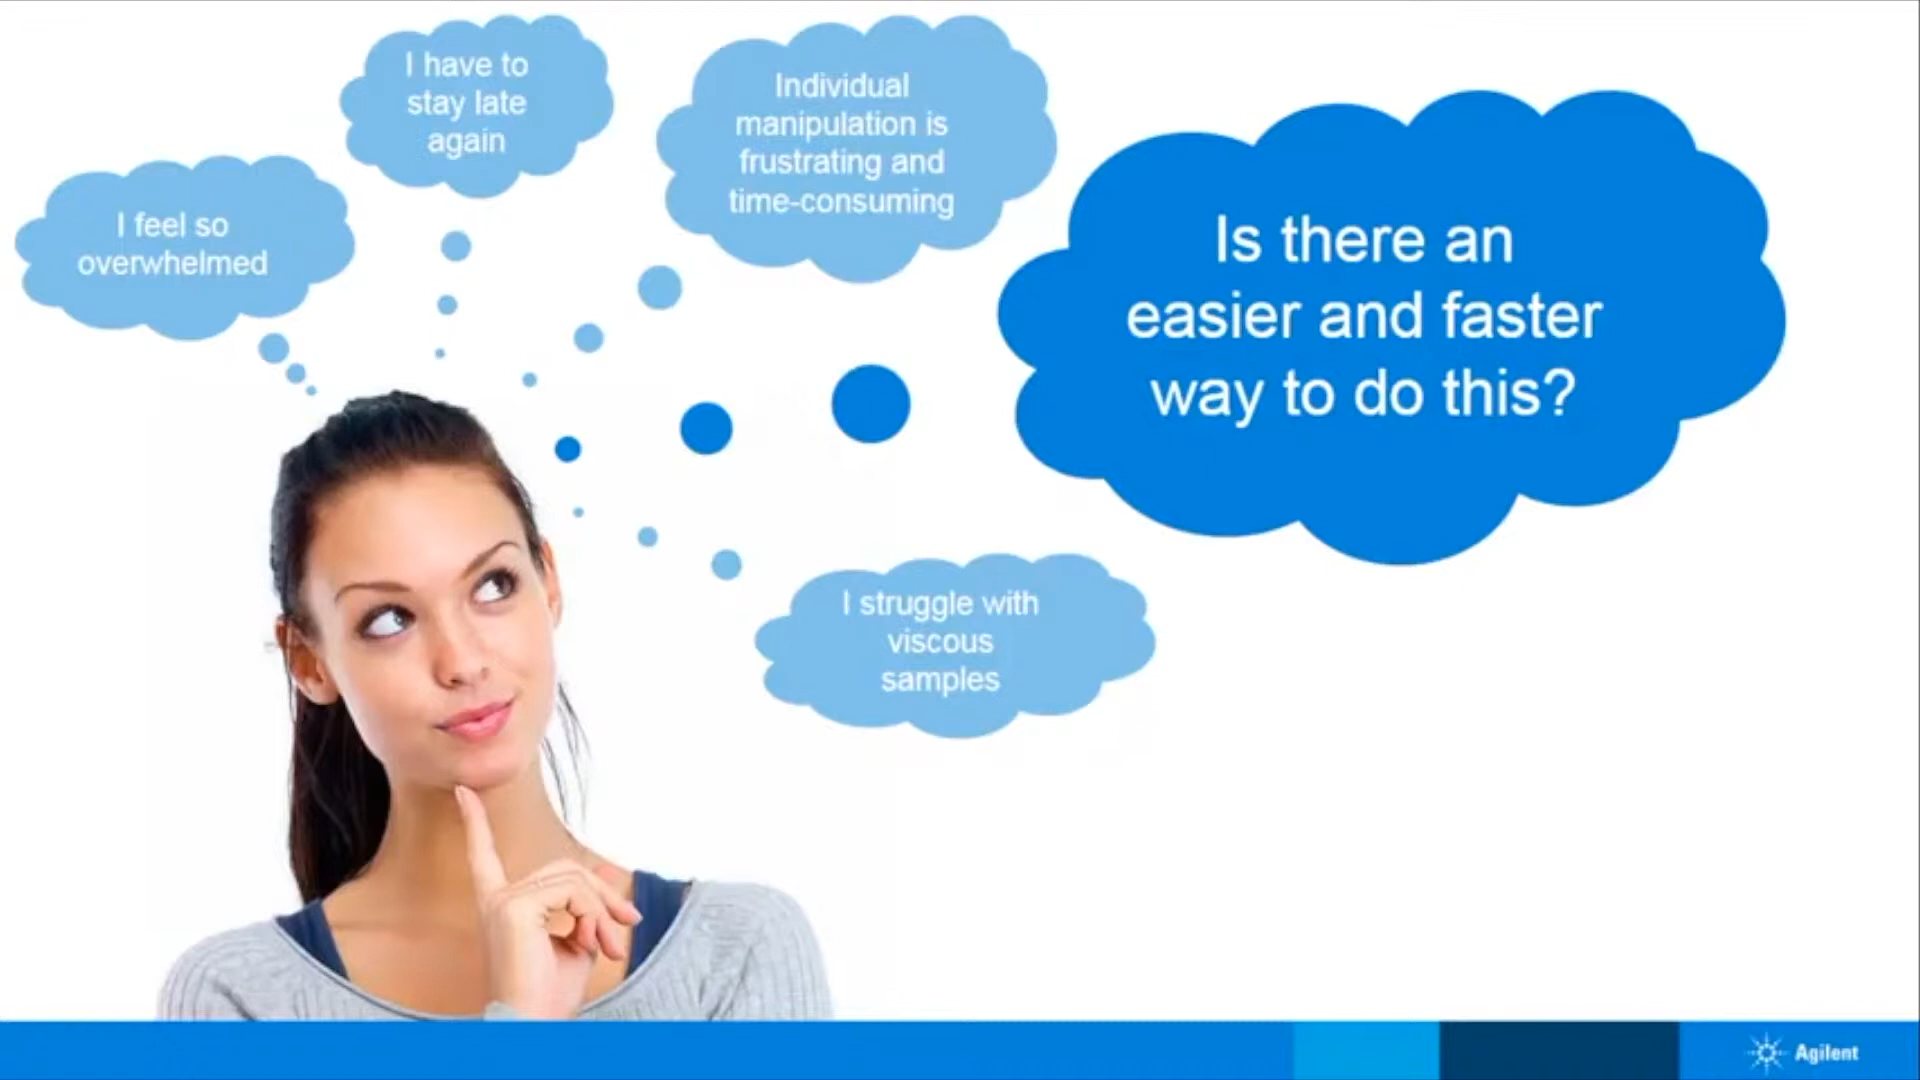 I have to
stay late
again
Individual
manipulation is
frustrating and
time-consuming
I feel so
overwhelmed
Is there an
easier and faster
way to do this?
I struggle with
viscous
samples
Agilent